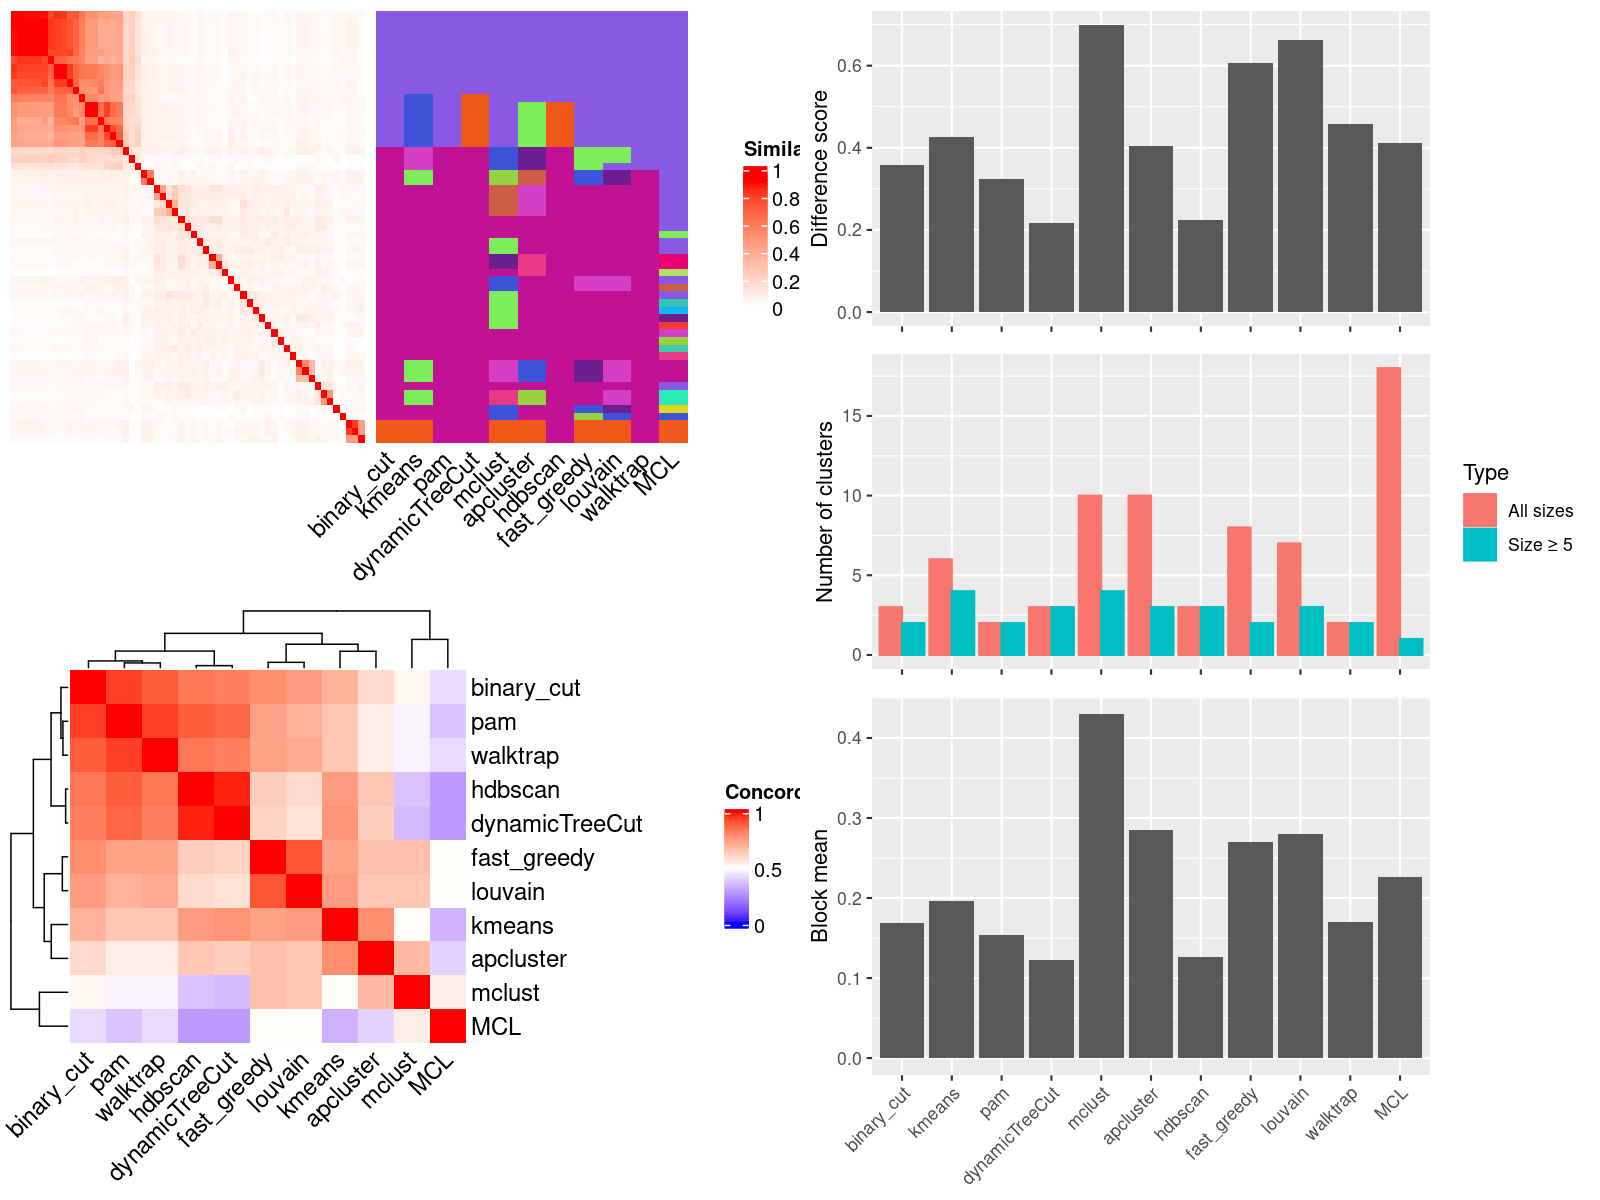 Simila
1
0.8
0.6
0.4
0.2
0
binary_cut
kmeans
pam
dynamicTreeCut
mclust
apcluster
hdbscan
fast_greedy
louvain
walktrap
MCL
binary_cut
pam
walktrap
hdbscan
dynamicTreeCut
fast_greedy
louvain
kmeans
apcluster
mclust
MCL
binary_cut
pam
walktrap
hdbscan
dynamicTreeCut
fast_greedy
louvain
kmeans
apcluster
mclust
MCL
Concord
1
0.5
0
Difference score
0.6
0.4
0.2
0.0
Number of clusters
15
10
5
0
Type
All sizes
Size ≥ 5
Block mean
0.4
0.3
0.2
0.1
0.0
binary_cut
kmeans
pam
dynamicTreeCut
mclust
apcluster
hdbscan
fast_greedy
louvain
walktrap
MCL